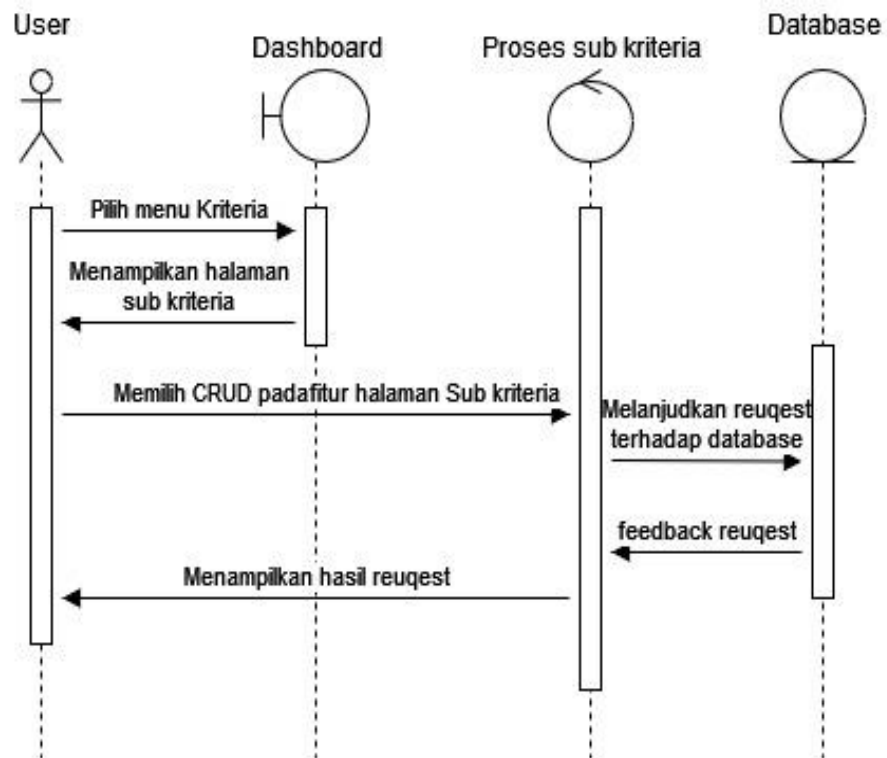 User
Dashboard
Proses sub kriteria
Database
Pilih menu Kriteria
Menampilkan halaman
sub kriteria
Memilih CRUD padafitur halaman Sub kriteria
Melanjudkan reuqest
terhadap database
feedback reuqest
Menampilkan hasil reuqest